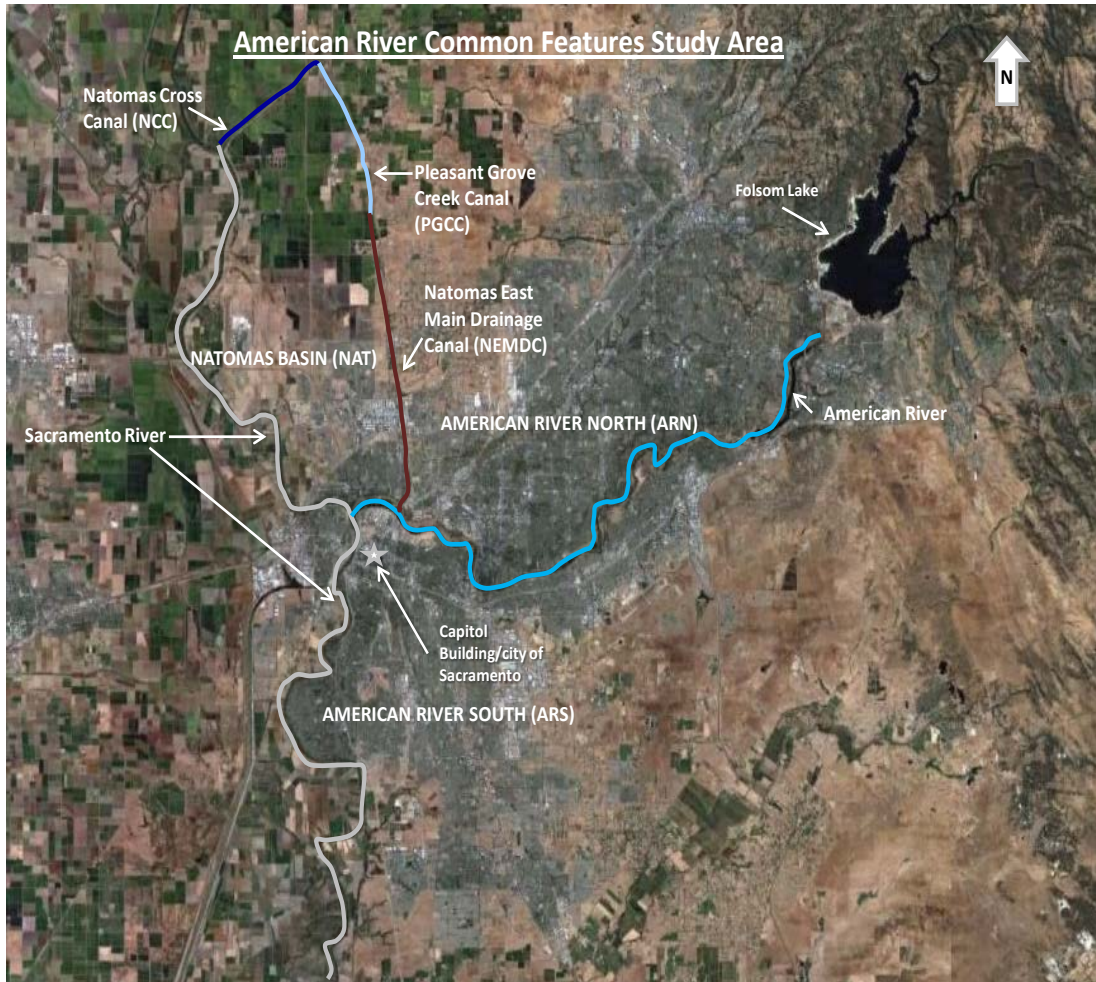 American River Common Features Study Area
N
Natomas Cross
Canal (NCC)
Pleasant Grove
Creek Canal
(PGCC)
Folsom Lake
Natomas East
Main Drainage
Canal (NEMDC)
NATOMAS BASIN (NAT)
American River
AMERICAN RIVER NORTH (ARN)
Sacramento River
Capitol
Building/city of
Sacramento
AMERICAN RIVER SOUTH (ARS)